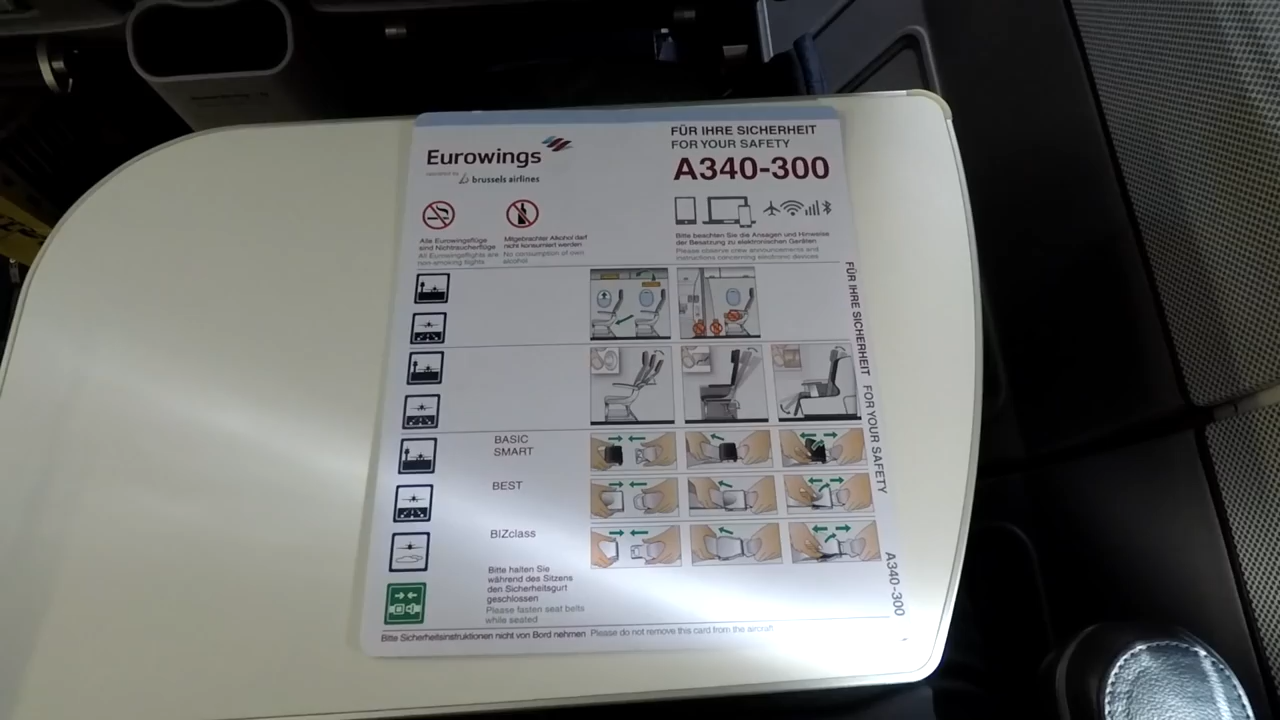 Eurowings
operated by
brussels airlines
FÜR IHRE SICHERHEIT
FOR YOUR SAFETY
A340-300
Alle Eurowingsflüge
sind Nichtraucherflüge
All Eurowingsflights are
non-smoking flights
Mitgebrachter Alkohol darf
nicht konsumiert werden
No consumption of own
alcohol
Bitte beachten Sie die Ansagen und Hinweise
der Besatzung zu elektronischen Geräten
Please observe crew announcements and
instructions concerning electronic devices
FÜR IHRE SICHERHEIT FOR YOUR SAFETY
BASIC
SMART
BEST
BIZclass
Bitte halten Sie
während des Sitzens
den Sicherheitsgurt
geschlossen
Please fasten seat belts
while seated
A340-300
Bitte Sicherheitsinstruktionen nicht von Bord nehmen Please do not remove this card from the aircraft